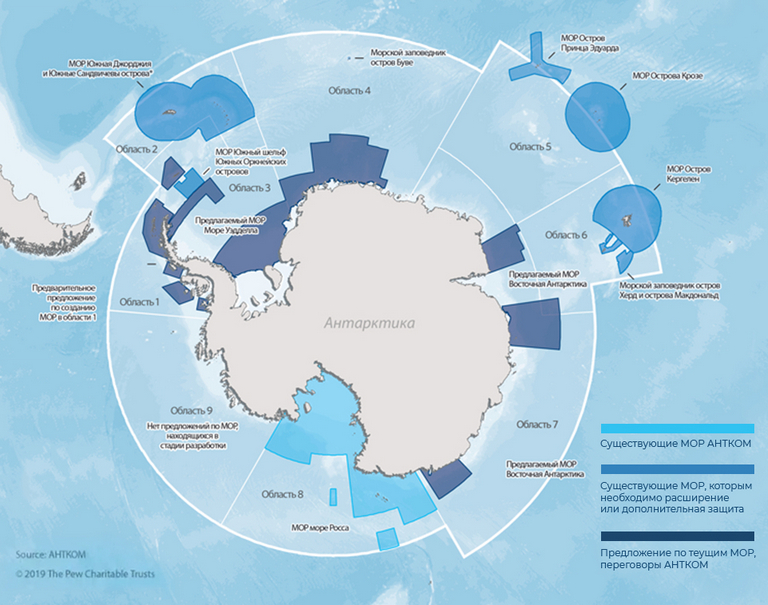 МОР Остров
Принца Эдуарда
Морской заповедник
остров Буве
МОР Южная Джорджия
и Южные Сандвичевы острова*
МОР Острова Крозе
Область 4
Область 2
МОР Южный шельф
Южных Оркнейских
островов
Область 5
МОР Остров
Кергелен
Область 3
Предлагаемый МОР
Море Уэдделла
Область 6
Предлагаемый МОР
Восточная Антарктика
Морской заповедник остров
Херд и острова Макдональд
Предварительное
предложение
по созданию
МОР, в области 1
Область 1
Антарктика
Область 9
Нет предложений по МОР,
находящихся в
стадии разработки
Область 7
Предлагаемый МОР
Восточная Антарктика
Область 8
МОР море Росса
Существующие МОР АНТКОМ
Существующие МОР, которым
необходимо расширение
или дополнительная защита
Предложение по теущим МОР,
переговоры АНТКОМ
Source: АНТКОМ
© 2019 The Pew Charitable Trusts